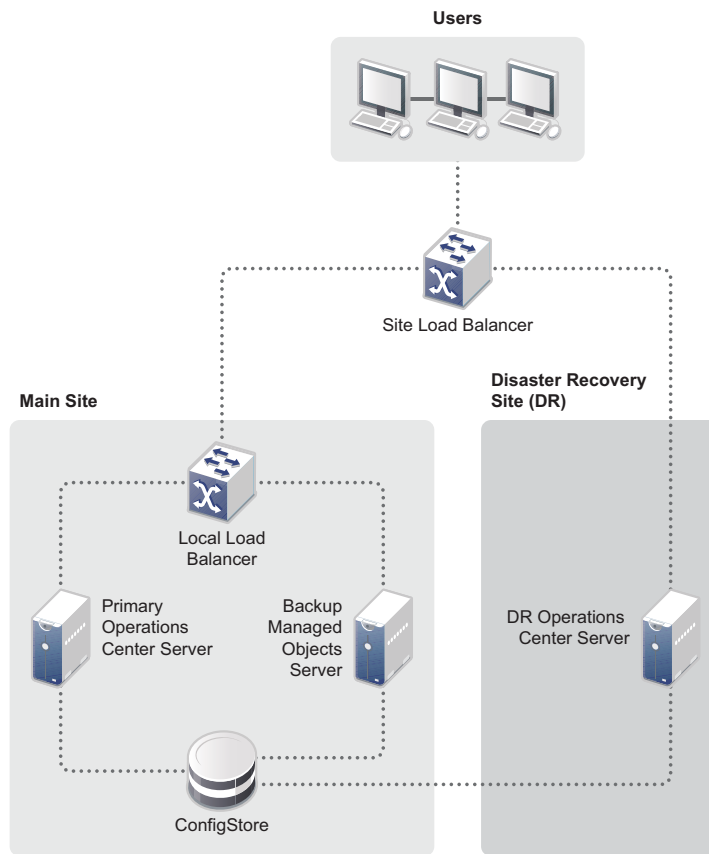 Users
Site Load Balancer
Main Site
Disaster Recovery
Site (DR)
Local Load
Balancer
Primary
Operations
Center Server
Backup
Managed
Objects
Server
DR Operations
Center Server
ConfigStore